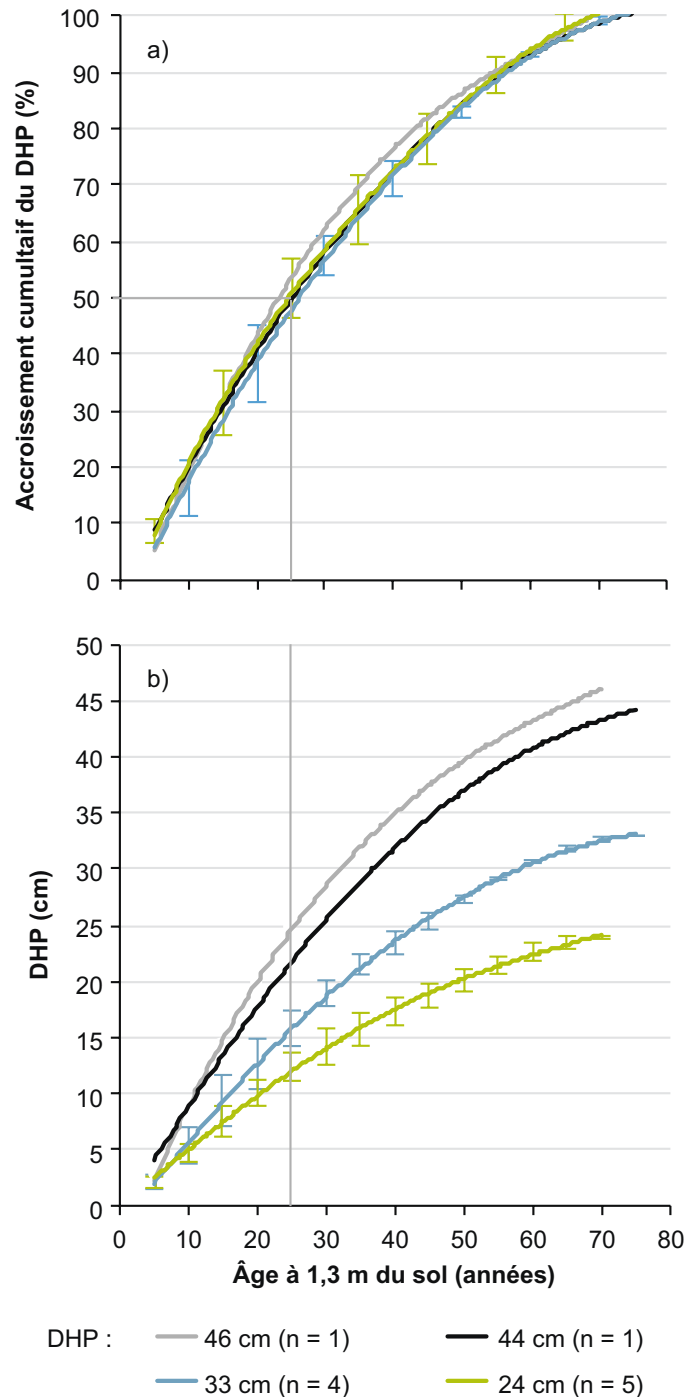 Accroissement cumultaif du DHP (%)
a)
100
90
80
70
60
50
40
30
20
10
0
DHP (cm)
b)
50
45
40
35
30
25
20
15
10
5
0
0 10 20 30 40 50 60 70 80
Âge à 1,3 m du sol (années)
DHP : 46 cm (n = 1) 44 cm (n = 1)
33 cm (n = 4) 24 cm (n = 5)